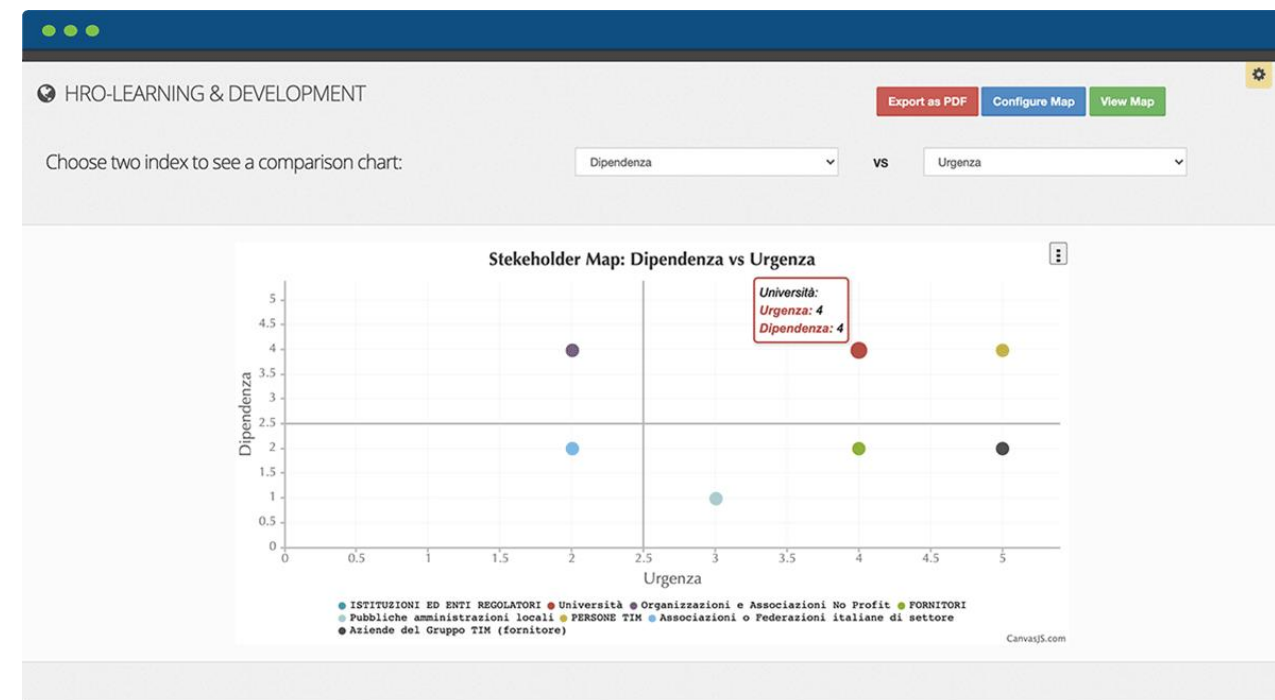 HRO-LEARNING & DEVELOPMENT
Export as PDF
Configure Map
View Map
Choose two index to see a comparison chart:
Dipendenza
vs
Urgenza
Stekeholder Map: Dipendenza vs Urgenza
Università:
Urgenza: 4
Dipendenza: 4
Dipendenza
5
4.5
4
3.5
3
2.5
2
1.5
1
0.5
0
0 0.5 1 1.5 2 2.5 3 3.5 4 4.5 5
Urgenza
ISTITUZIONI ED ENTI REGOLATORI Università Organizzazioni e Associazioni No Profit FORNITORI
Pubbliche amministrazioni locali PERSONE TIM Associazioni o Federazioni italiane di settore
Aziende del Gruppo TIM (fornitore)
CanvasJS.com